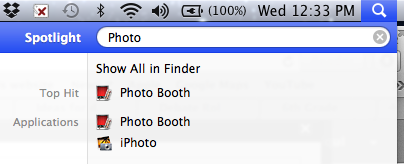 (100%) Wed 12:33 PM
Spotlight Photo
Show All in Finder
Top Hit Photo Booth
Applications Photo Booth
iPhoto